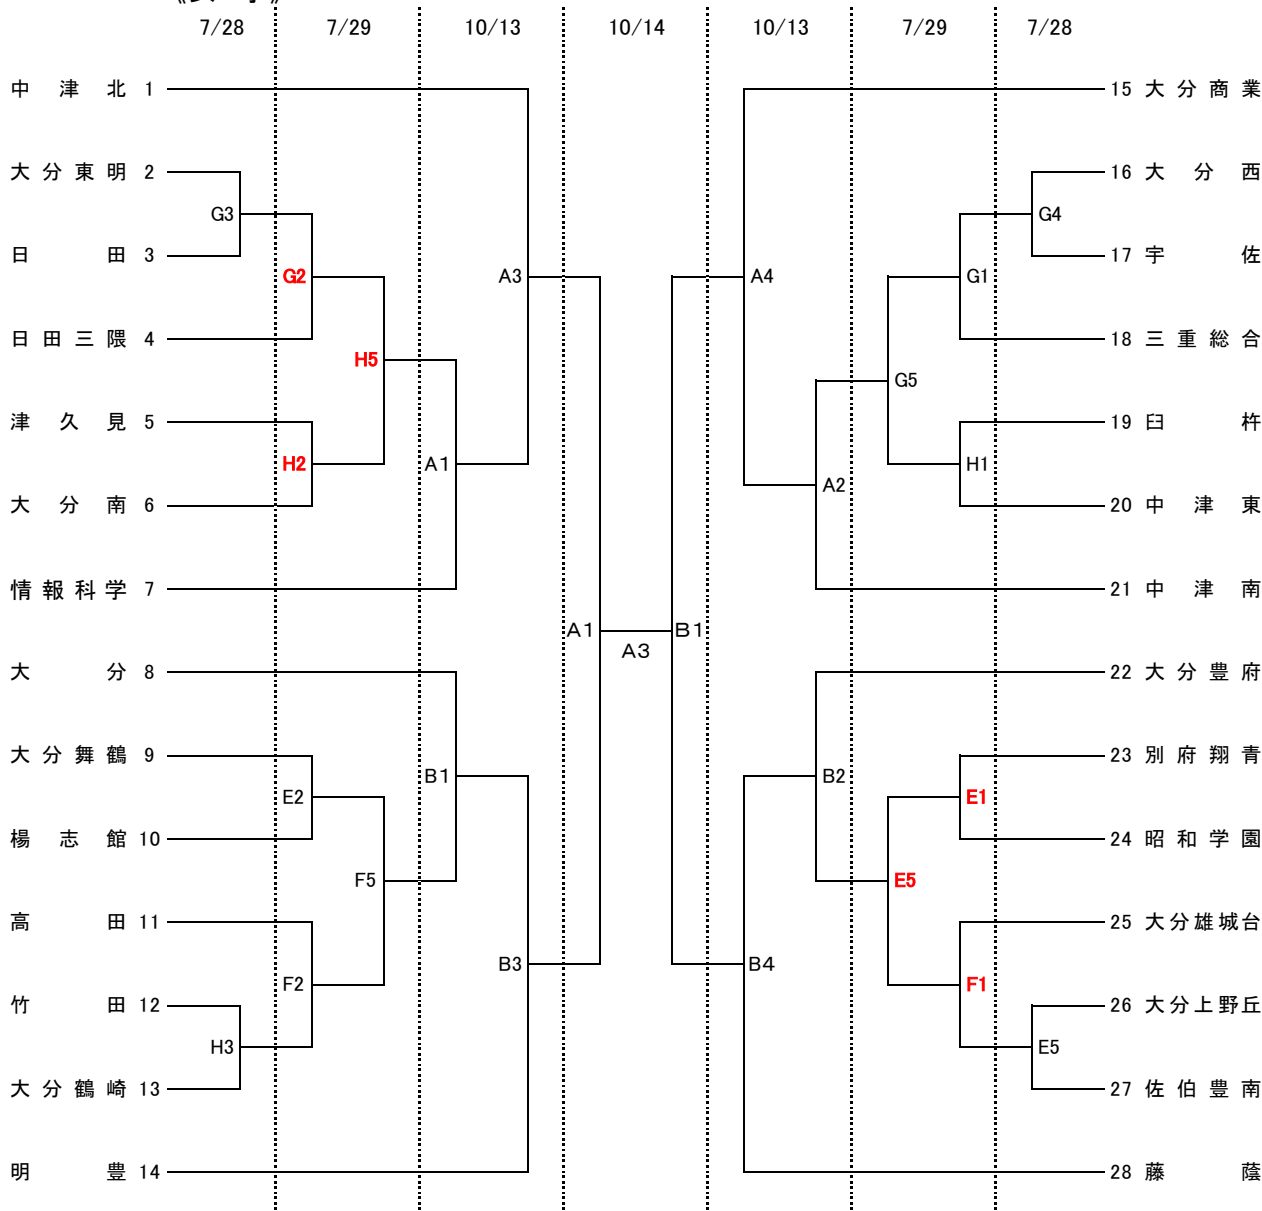 7/28 7/29 10/13 10/14 10/13 7/29 7/28
中津北 1
15 大分商業
大分東明 2
16 大分西
G3
G4
日田 3
17 宇佐
G2
A3
A4
G1
日田三隈 4
18 三重総合
H5
G5
津久見 5
19 臼杵
H2
A1
A2
H1
大分南 6
20 中津東
情報科学 7
21 中津南
A1
A3
B1
大分 8
22 大分豊府
大分舞鶴 9
23 別府翔青
E2
B1
B2
E1
楊志館 10
24 昭和学園
F5
E5
高田 11
25 大分雄城台
F2
B3
B4
F1
竹田 12
26 大分上野丘
H3
E5
大分鶴崎 13
27 佐伯豊南
明豊 14
28 藤蔭